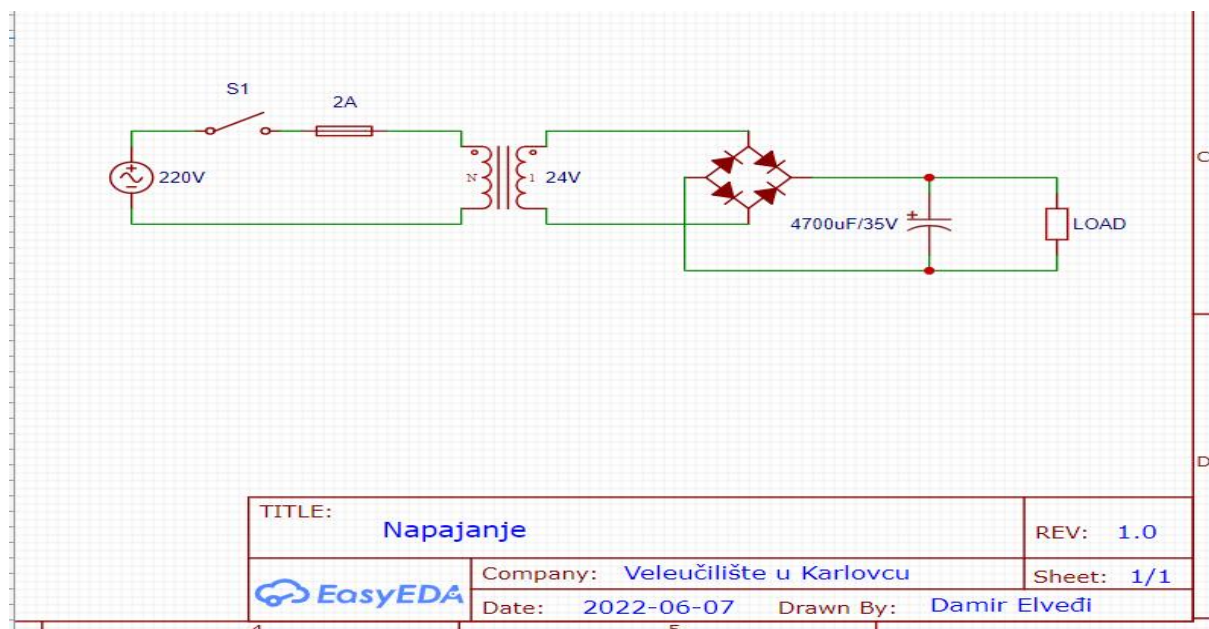 S1
2A
220V
N
1
24V
4700uF/35V
LOAD
C
D
TITLE:
Napajanje
REV: 1.0
EasyEDA
Company: Veleučilište u Karlovcu
Sheet: 1/1
Date: 2022-06-07
Drawn By: Damir Elveđi